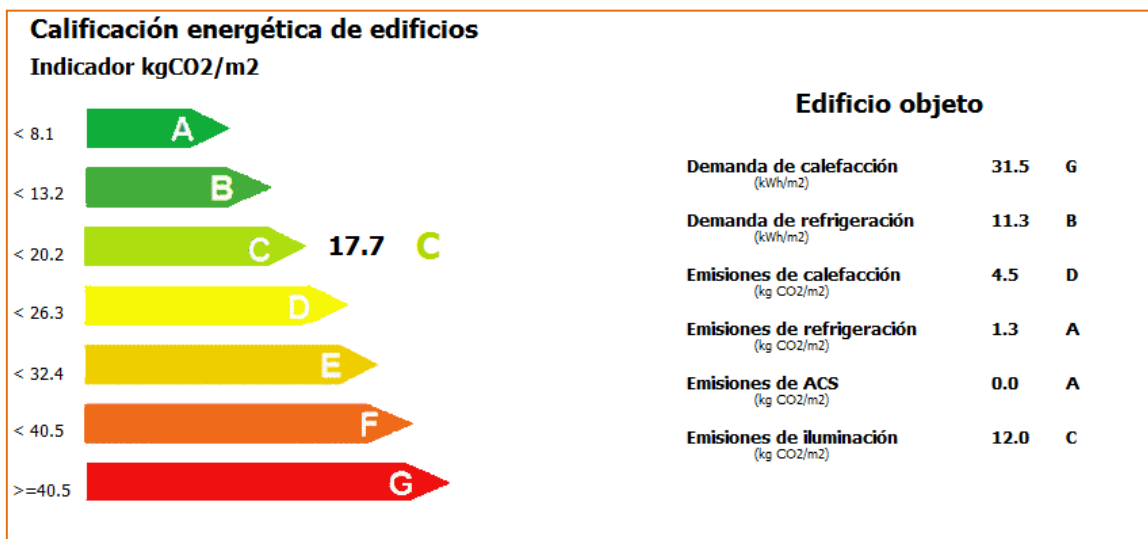 Calificación energética de edificios
Indicador kgCO2/m2
< 8.1 A
< 13.2 B
< 20.2 C 17.7 C
< 26.3 D
< 32.4 E
< 40.5 F
>=40.5 G
Edificio objeto
Demanda de calefacción 31.5 G
(kWh/m2)
Demanda de refrigeración 11.3 B
(kWh/m2)
Emisiones de calefacción 4.5 D
(kg CO2/m2)
Emisiones de refrigeración 1.3 A
(kg CO2/m2)
Emisiones de ACS 0.0 A
(kg CO2/m2)
Emisiones de iluminación 12.0 C
(kg CO2/m2)